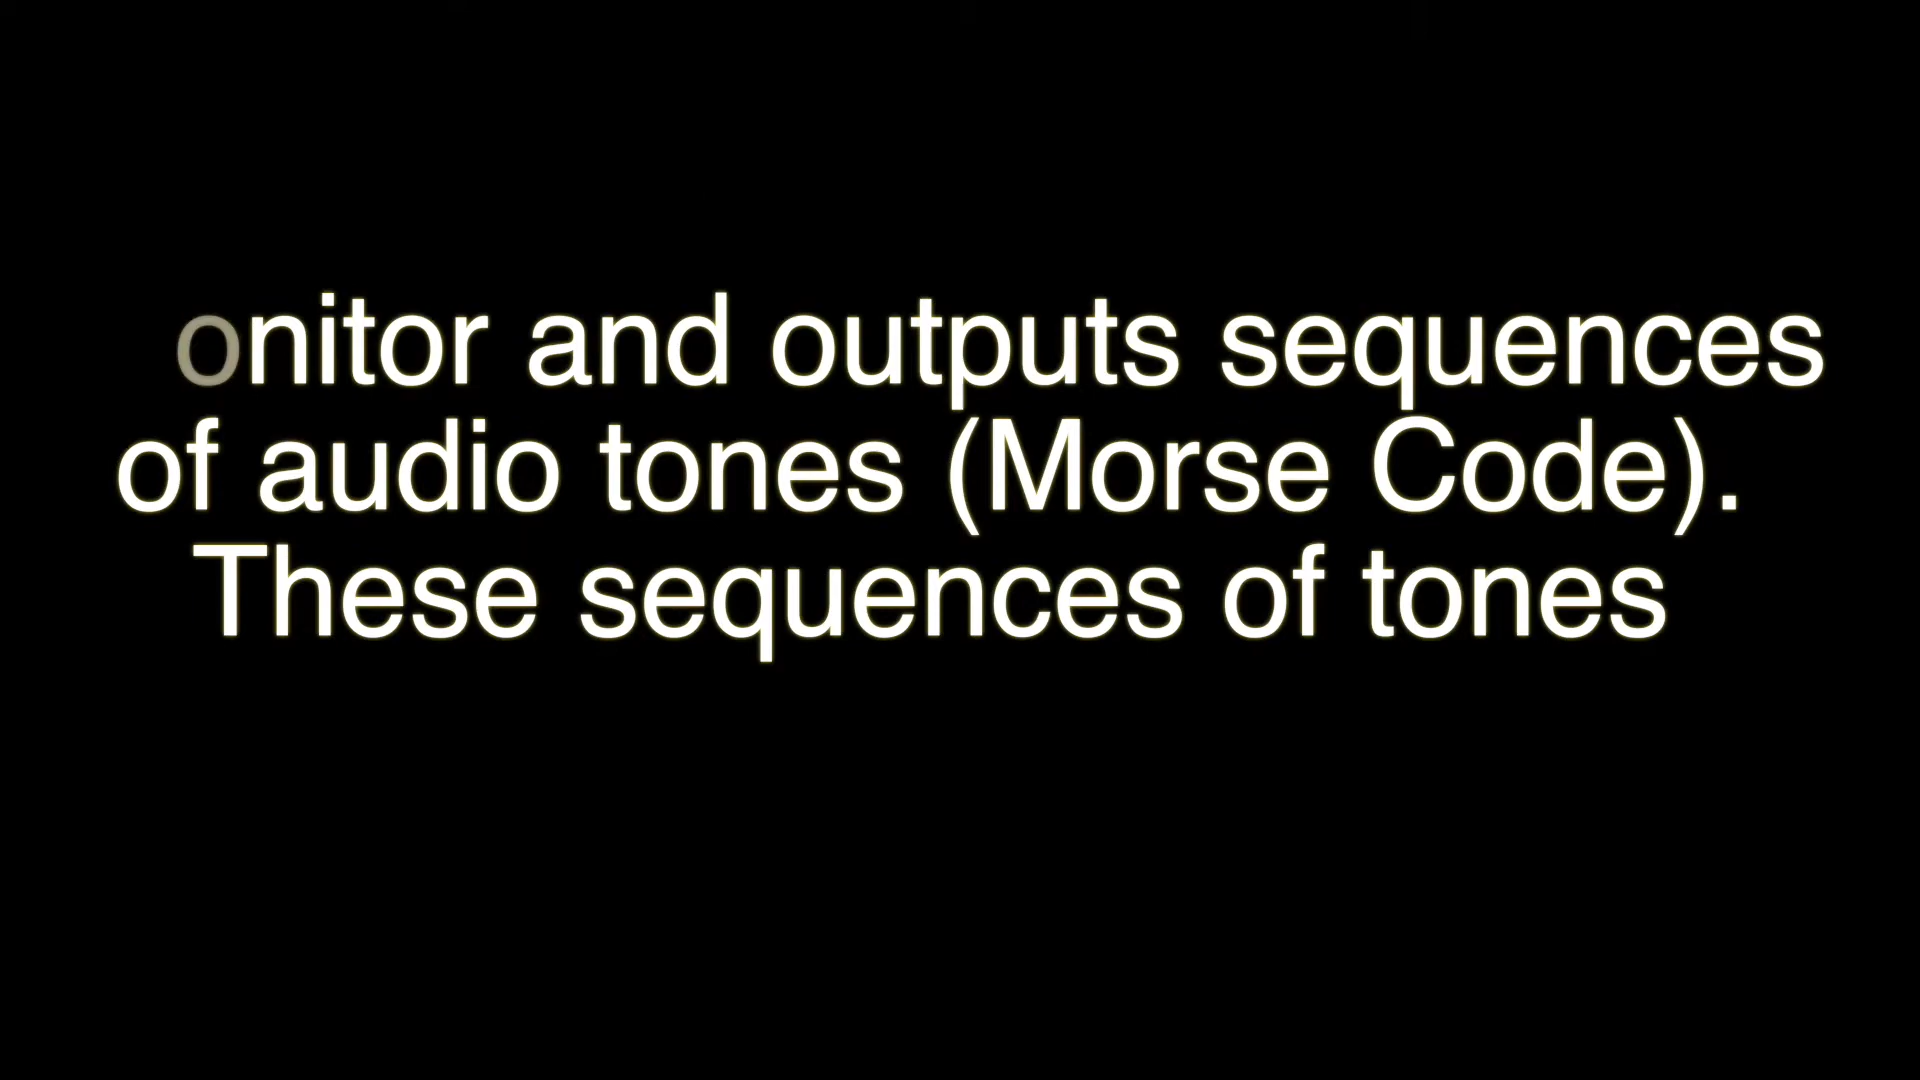 onitor and outputs sequences
of audio tones (Morse Code).
These sequences of tones